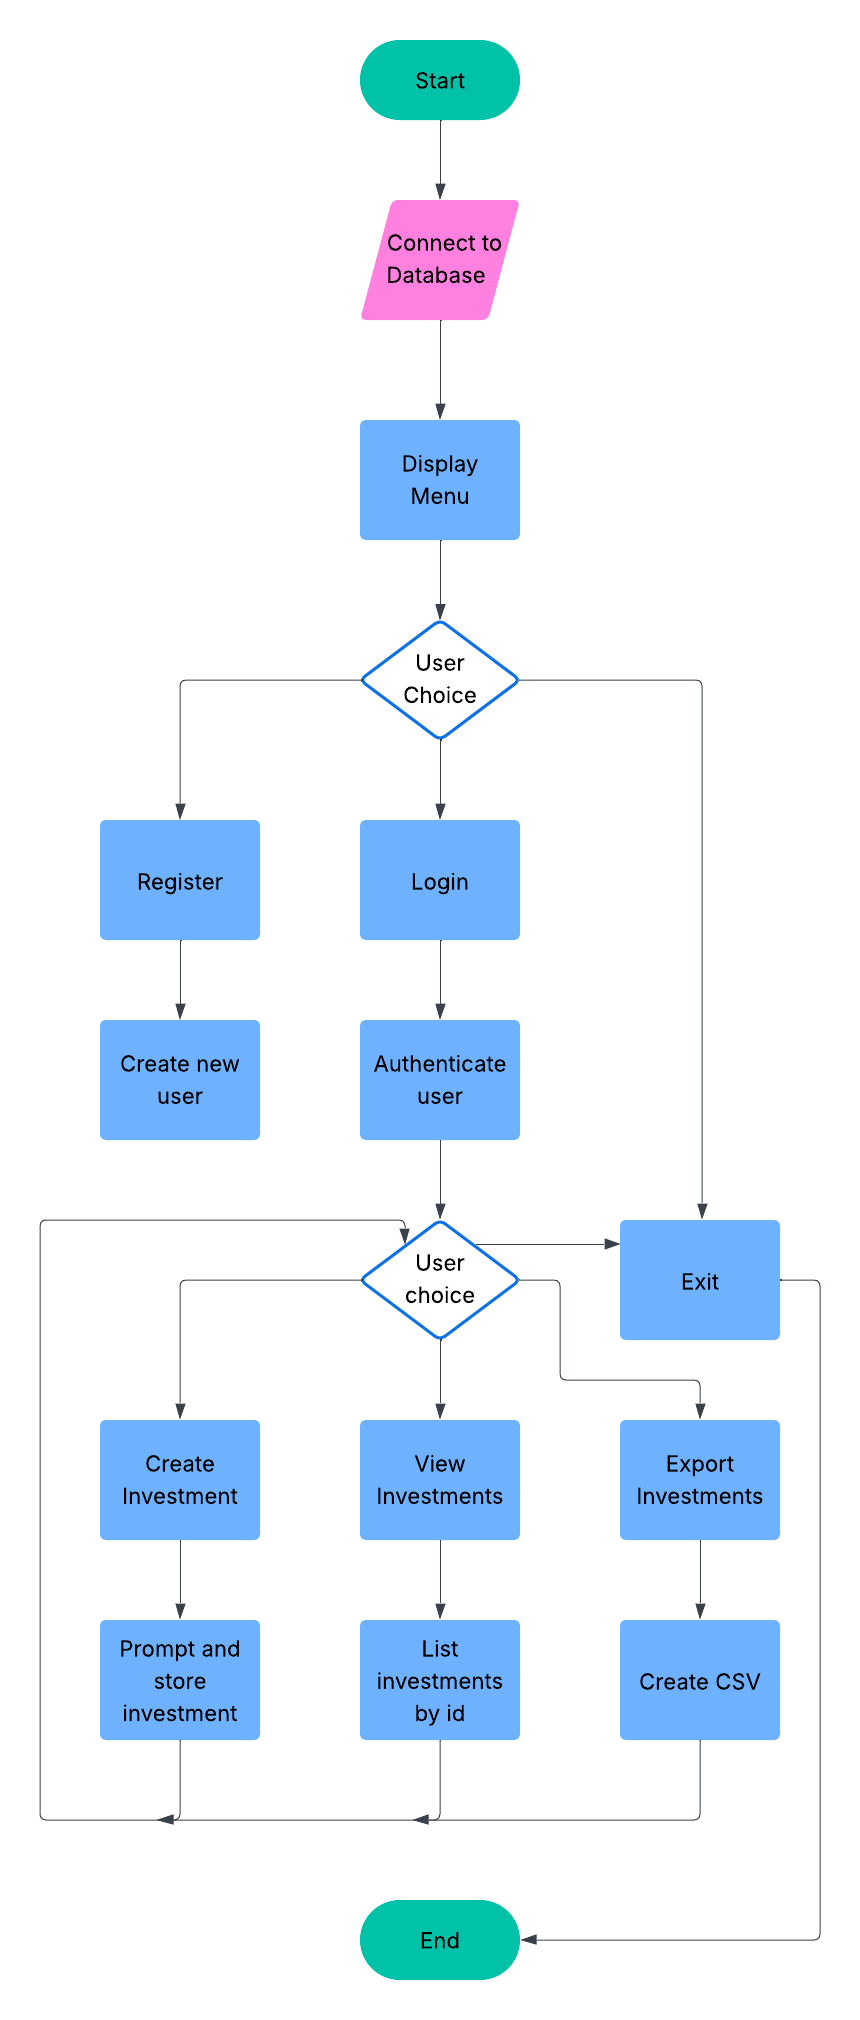 Start
Connect to
Database
Display
Menu
User
Choice
Register
Login
Create new
user
Authenticate
user
User
choice
Exit
Create
Investment
View
Investments
Export
Investments
Prompt and
store
investment
List
investments
by id
Create CSV
End